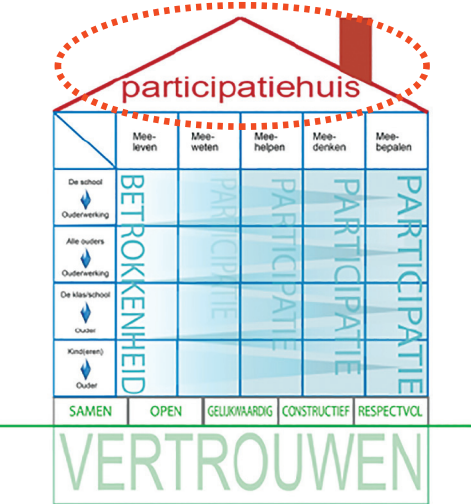 participatiehuis
Mee-
leven
Mee-
weten
Mee-
helpen
Mee-
denken
Mee-
bepalen
De school
Ouderwerking
Alle ouders
Ouderwerking
De klas/school
Ouder
Kind(eren)
Ouder
BETROKKENHEID
PARTICIPATIE
PARTICIPATIE
PARTICIPATIE
PARTICIPATIE
SAMEN
OPEN
GELIJKWAARDIG
CONSTRUCTIEF
RESPECTVOL
VERTROUWEN